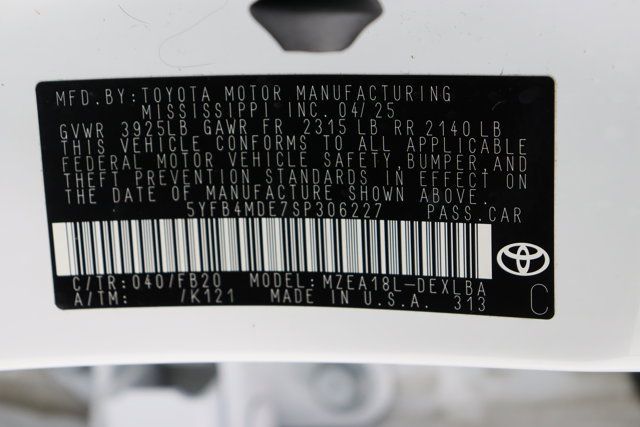 MFD.BY:TOYOTA MOTOR MANUFACTURING
MISSISSIPPI, INC. 04/25
GVWR 3925LB GAWR FR 2315 LB RR 2140 LB
THIS VEHICLE CONFORMS TO ALL APPLICABLE
FEDERAL MOTOR VEHICLE SAFETY, BUMPER, AND
THEFT PREVENTION STANDARDS IN EFFECT ON
THE DATE OF MANUFACTURE SHOWN ABOVE.
5YFB4MDE7SP306227 PASS.CAR
C/TR: 040/FB20 MODEL: MZEA18L-DEXLBA
A/TM: /K121 MADE IN U.S.A. 313
C